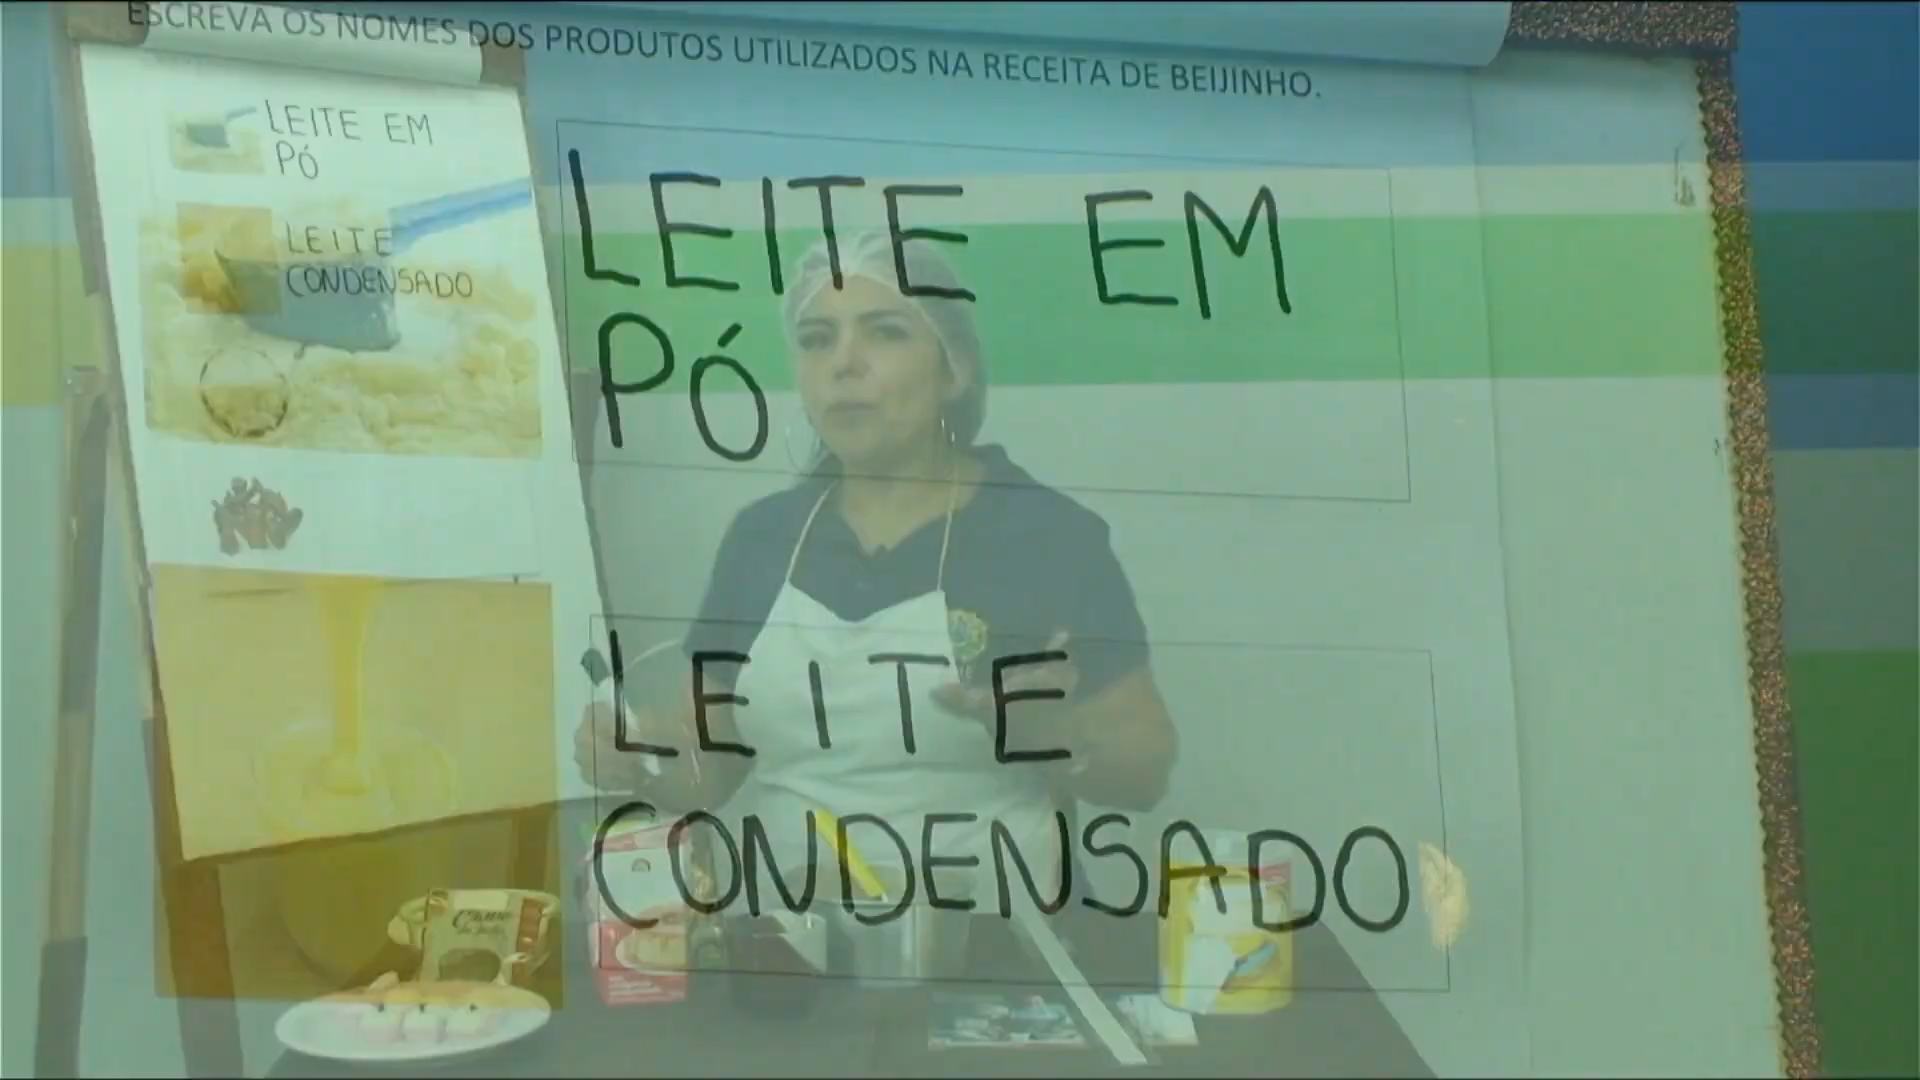 ESCREVA OS NOMES DOS PRODUTOS UTILIZADOS NA RECEITA DE BEIJINHO.
LEITE EM
PÓ
LEITE
CONDENSADO
LEITE EM
PÓ
LEITE
CONDENSADO